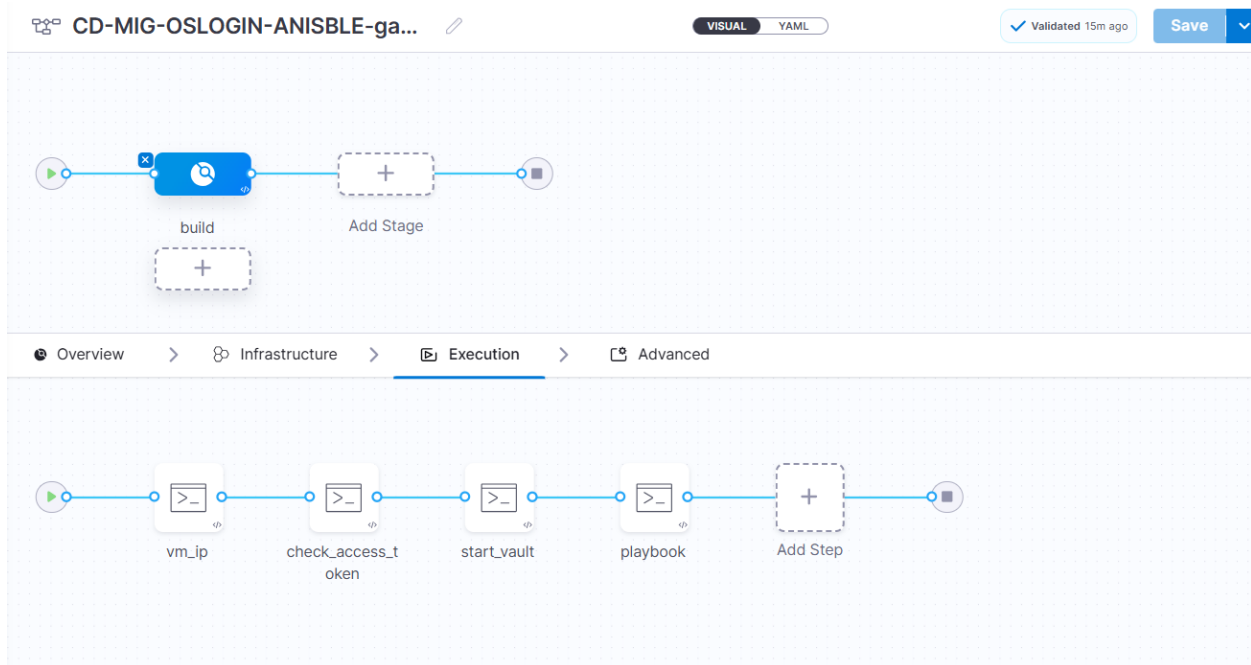 CD-MIG-OSLOGIN-ANISBLE-ga...
VISUAL YAML
Validated 15m ago
Save
build
Add Stage
Overview
Infrastructure
Execution
Advanced
vm_ip
check_access_t
oken
start_vault
playbook
Add Step